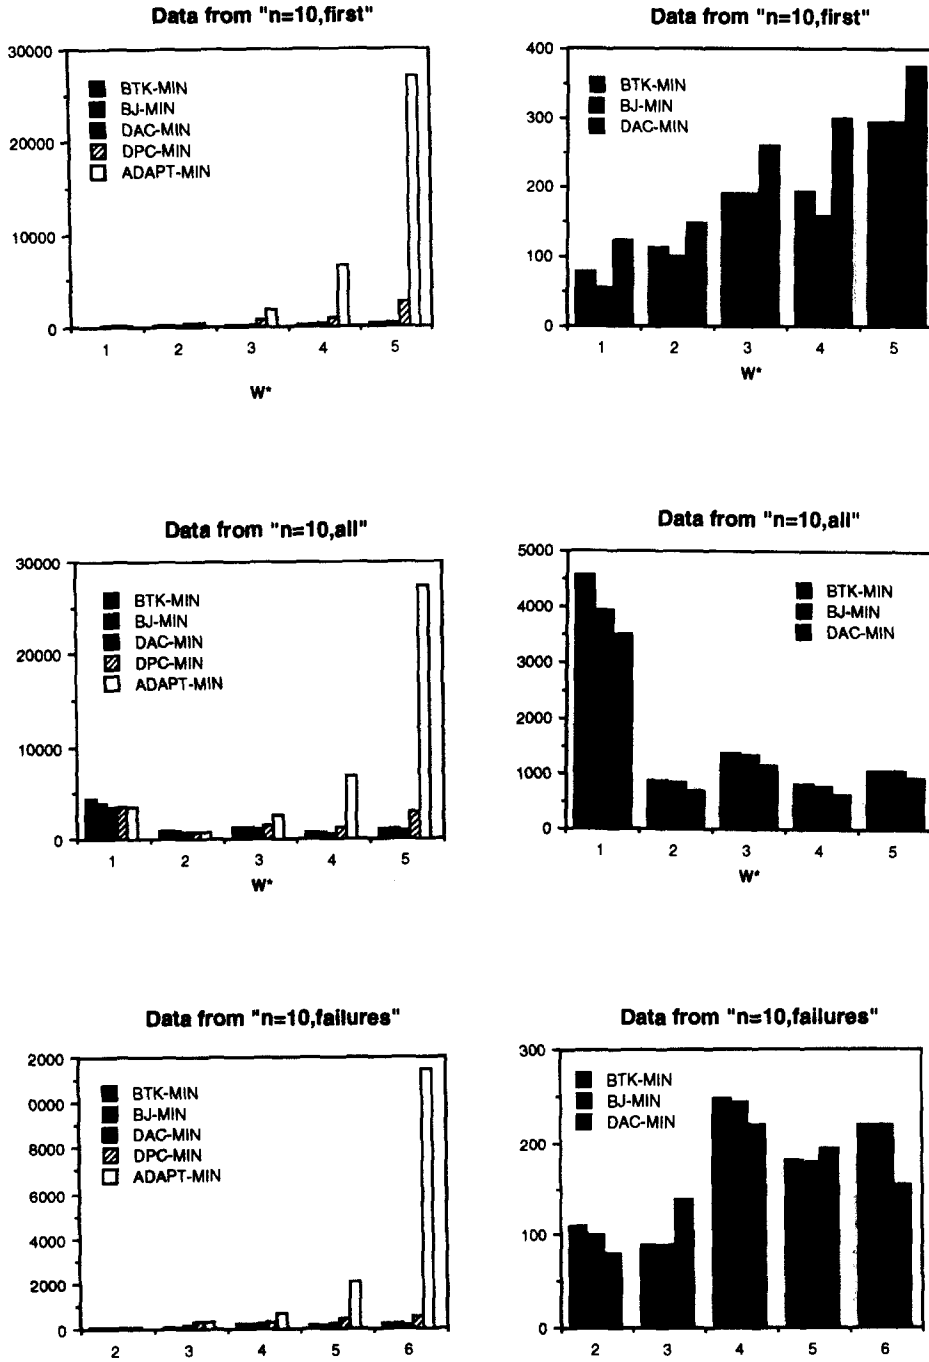 Data from "n=10,first"
30000
20000
10000
0
BTK-MIN
BJ-MIN
DAC-MIN
DPC-MIN
ADAPT-MIN
1 2 3 4 5
W*
Data from "n=10,first"
400
300
200
100
0
BTK-MIN
BJ-MIN
DAC-MIN
1 2 3 4 5
W*
Data from "n=10,all"
30000
20000
10000
0
BTK-MIN
BJ-MIN
DAC-MIN
DPC-MIN
ADAPT-MIN
1 2 3 4 5
W*
Data from "n=10,all"
5000
4000
3000
2000
1000
0
BTK-MIN
BJ-MIN
DAC-MIN
1 2 3 4 5
W*
Data from "n=10,failures"
2000
0000
8000
6000
4000
2000
0
BTK-MIN
BJ-MIN
DAC-MIN
DPC-MIN
ADAPT-MIN
2 3 4 5 6
Data from "n=10,failures"
300
200
100
0
BTK-MIN
BJ-MIN
DAC-MIN
2 3 4 5 6